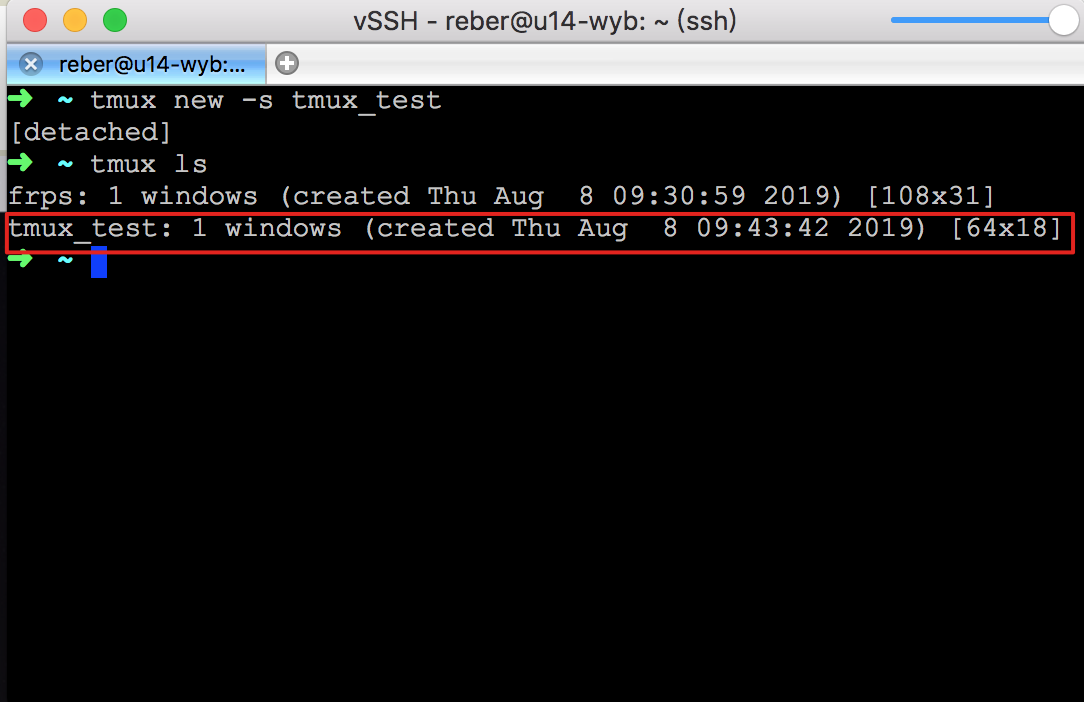 vSSH - reber@u14-wyb: ~ (ssh)
reber@u14-wyb:...
➜ ~ tmux new -s tmux_test
[detached]
➜ ~ tmux ls
frps: 1 windows (created Thu Aug  8 09:30:59 2019) [108x31]
tmux_test: 1 windows (created Thu Aug  8 09:43:42 2019) [64x18]
➜ ~